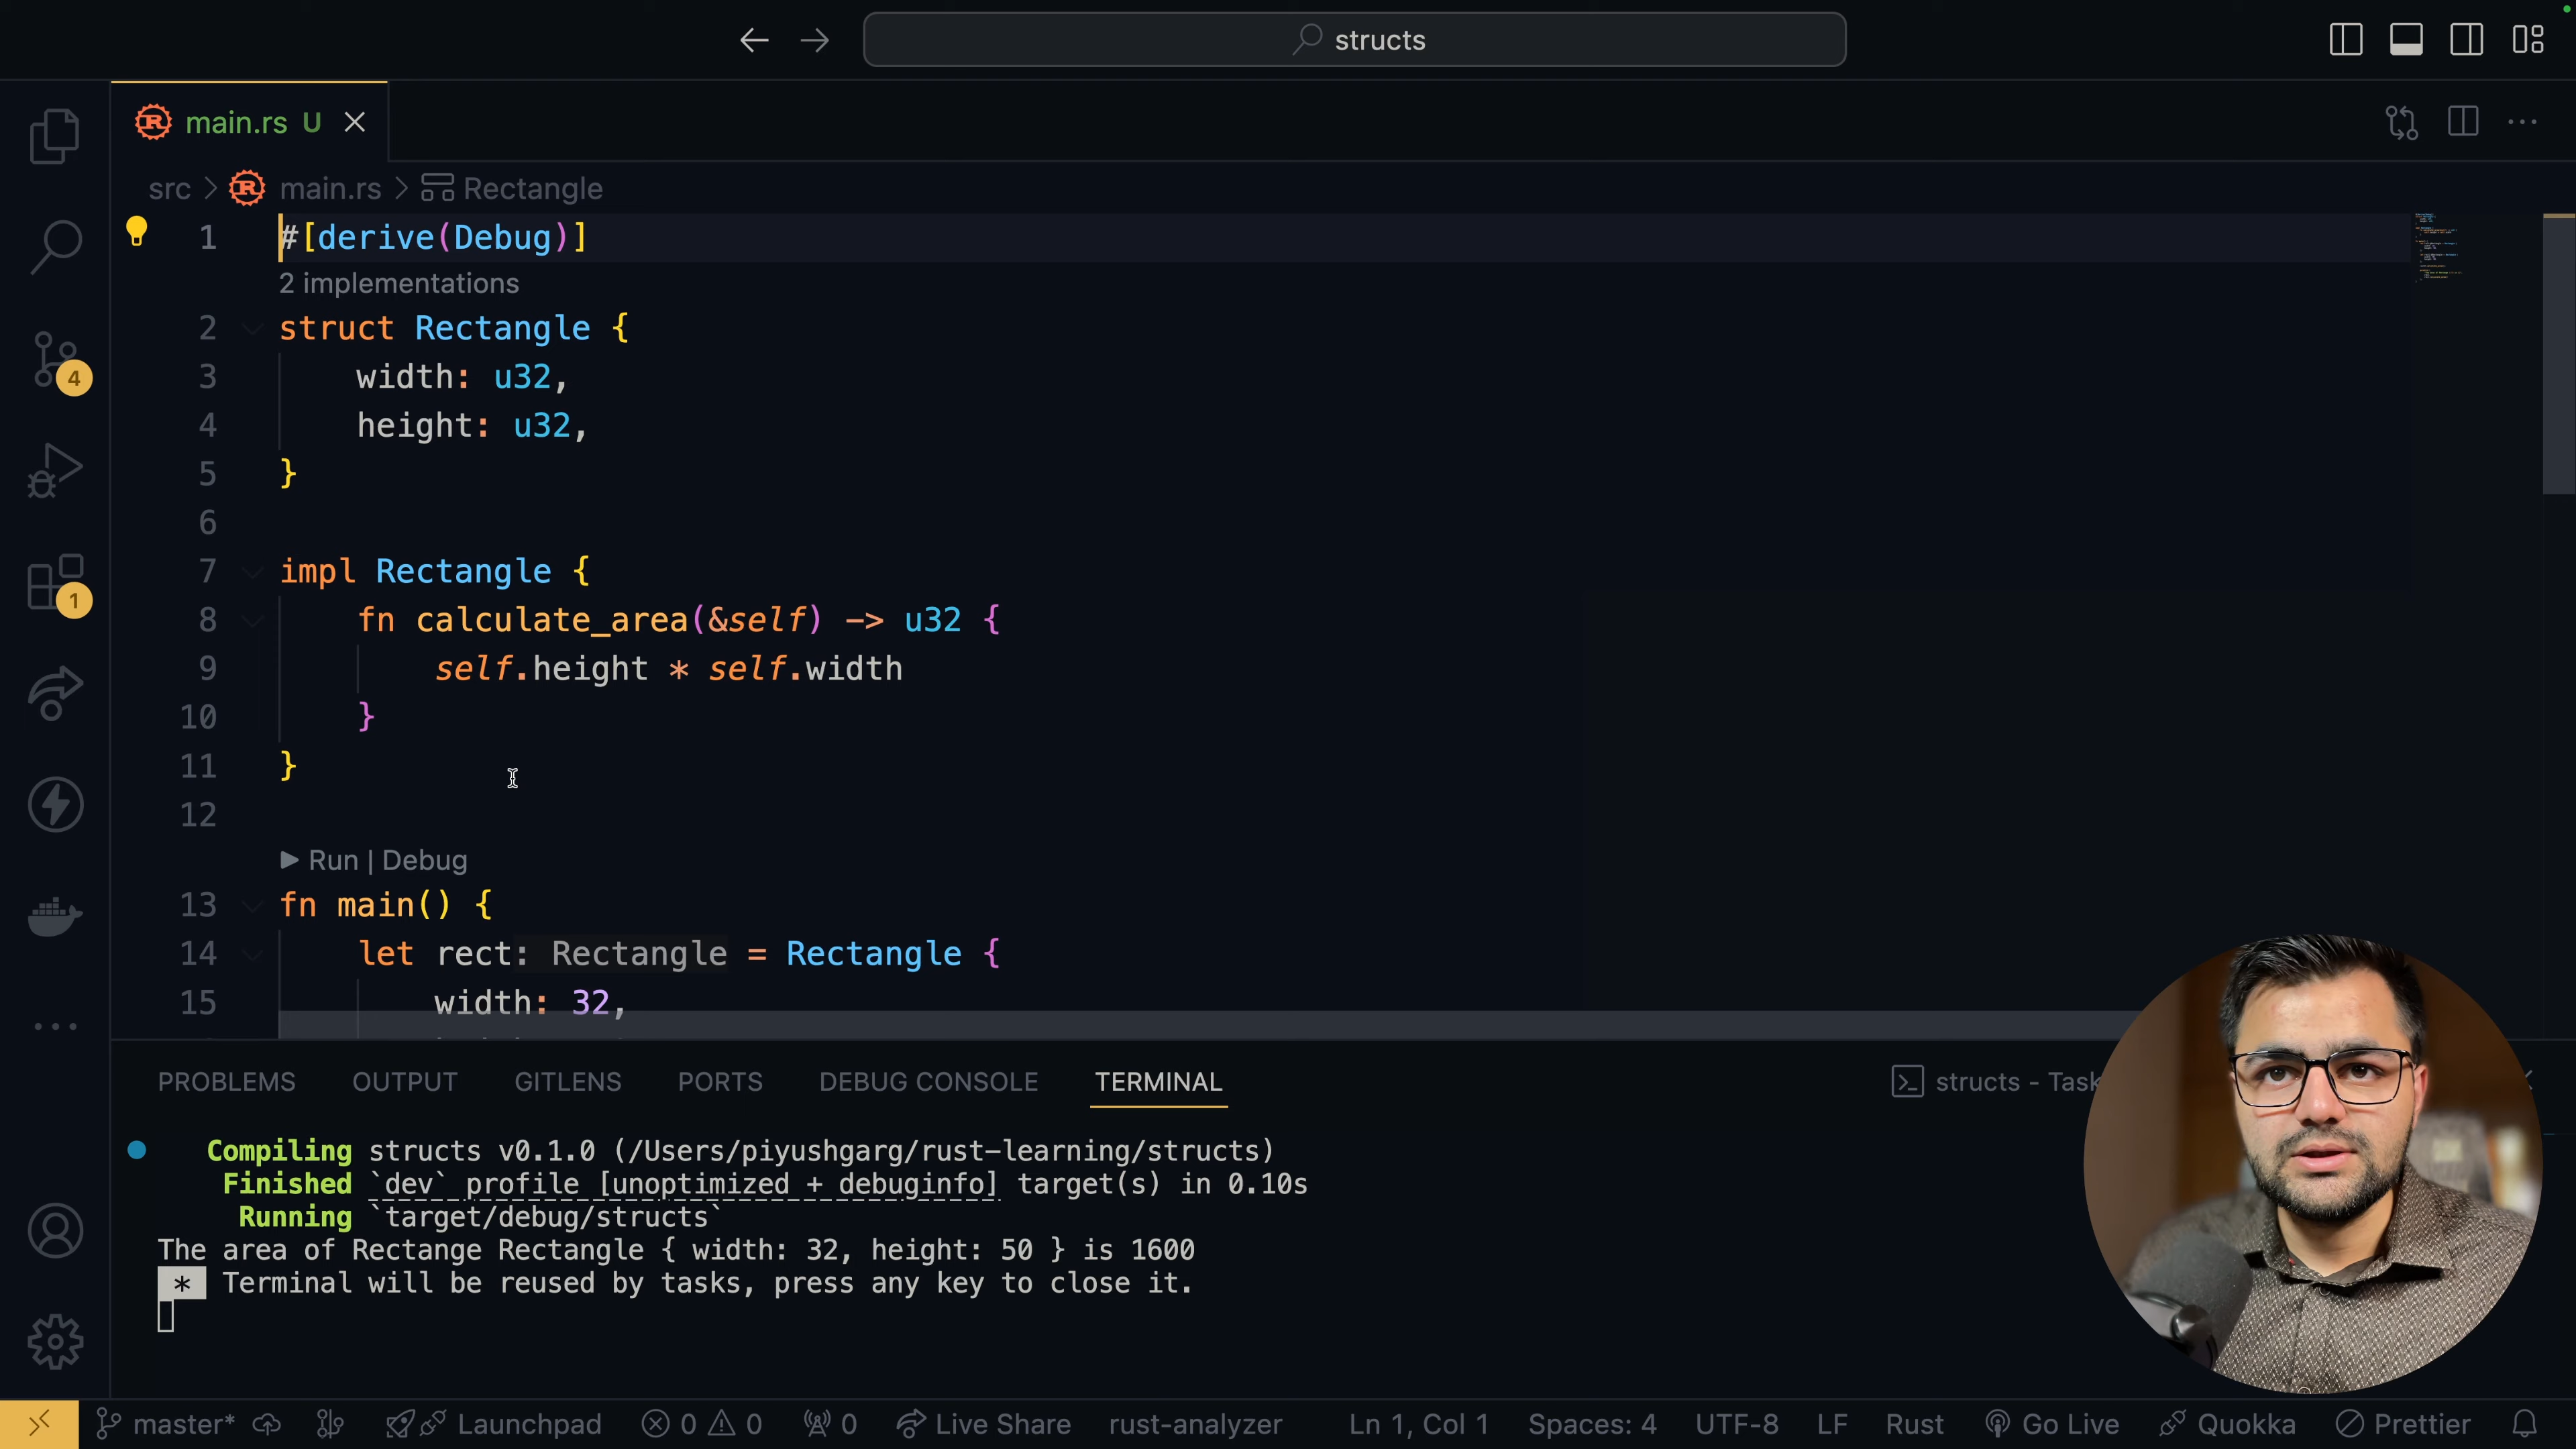 structs
main.rs U
src > main.rs > Rectangle
1 #[derive(Debug)]
2 implementations
2 struct Rectangle {
3 width: u32,
4 height: u32,
5 }
6
7 impl Rectangle {
8 fn calculate_area(&self) -> u32 {
9 self.height * self.width
10 }
11 }
12
Run | Debug
13 fn main() {
14 let rect: Rectangle = Rectangle {
15 width: 32,
4
1
PROBLEMS OUTPUT GITLENS PORTS DEBUG CONSOLE TERMINAL structs - Task
Compiling structs v0.1.0 (/Users/piyushgarg/rust-learning/structs)
Finished `dev` profile [unoptimized + debuginfo] target(s) in 0.10s
Running `target/debug/structs`
The area of Rectange Rectangle { width: 32, height: 50 } is 1600
* Terminal will be reused by tasks, press any key to close it.
master* Launchpad 0 0 0 Live Share rust-analyzer Ln 1, Col 1 Spaces: 4 UTF-8 LF Rust Go Live Quokka Prettier